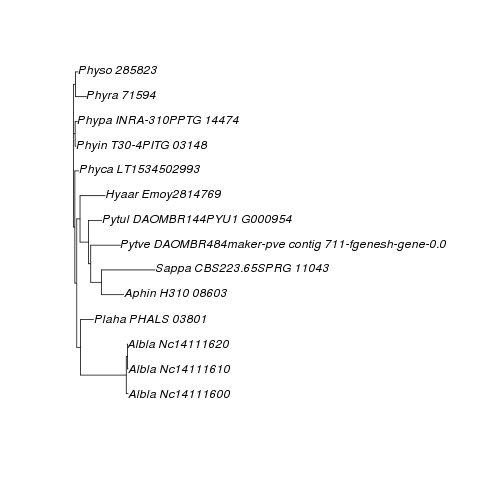 Physo 285823
Phyra 71594
Phypa INRA-310PPTG 14474
Phyin T30-4PITG 03148
Phyca LT1534502993
Hyaar Emoy2814769
Pytul DAOMBR144PYU1 G000954
Pytve DAOMBR484maker-pve contig 711-fgenesh-gene-0.0
Sappa CBS223.65SPRG 11043
Aphin H310 08603
Plaha PHALS 03801
Albla Nc14111620
Albla Nc14111610
Albla Nc14111600